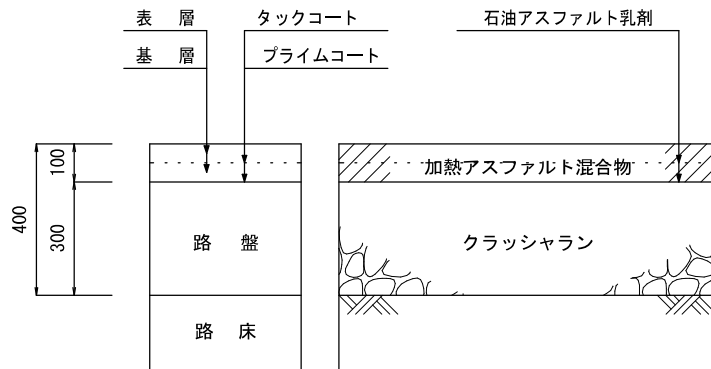 表　層
タックコート
石油アスファルト乳剤
基　層
プライムコート
100
加熱アスファルト混合物
400
300
路　盤
クラッシャラン
路　床